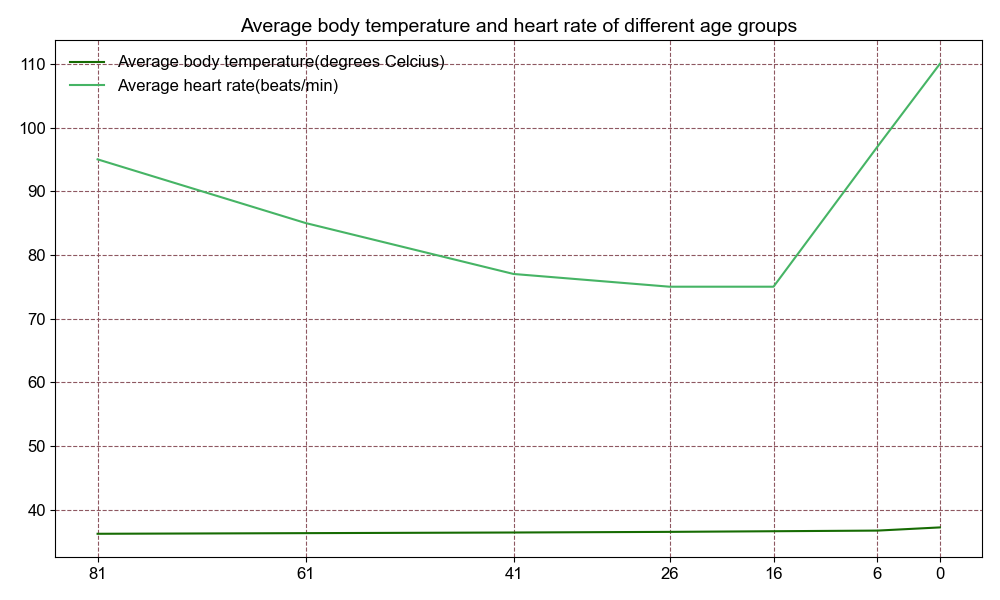 Average body temperature and heart rate of different age groups
Average body temperature(degrees Celcius)
Average heart rate(beats/min)
110
100
90
80
70
60
50
40
81 61 41 26 16 6 0